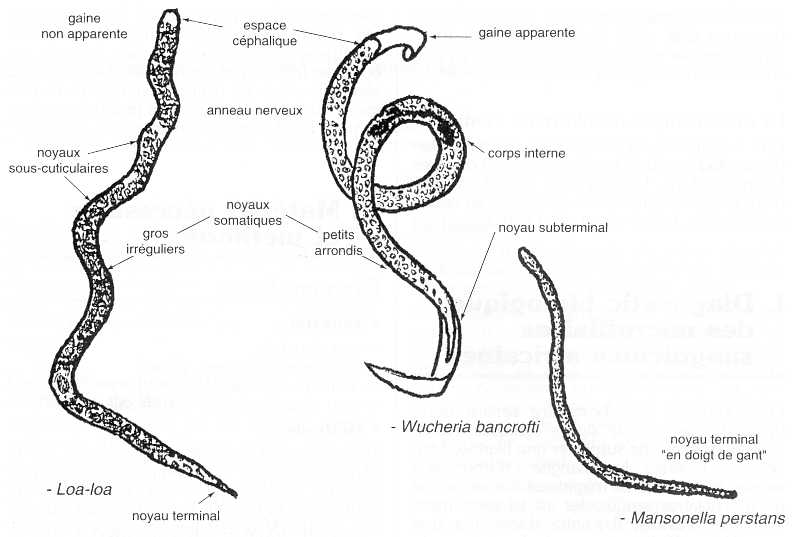 gaine
non apparente
espace
céphalique
gaine apparente
anneau nerveux
noyaux
sous-cuticulaires
corps interne
noyaux
somatiques
gros
irréguliers
petits
arrondis
noyau subterminal
- Wucheria bancrofti
noyau terminal
"en doigt de gant"
- Loa-loa
noyau terminal
- Mansonella perstans